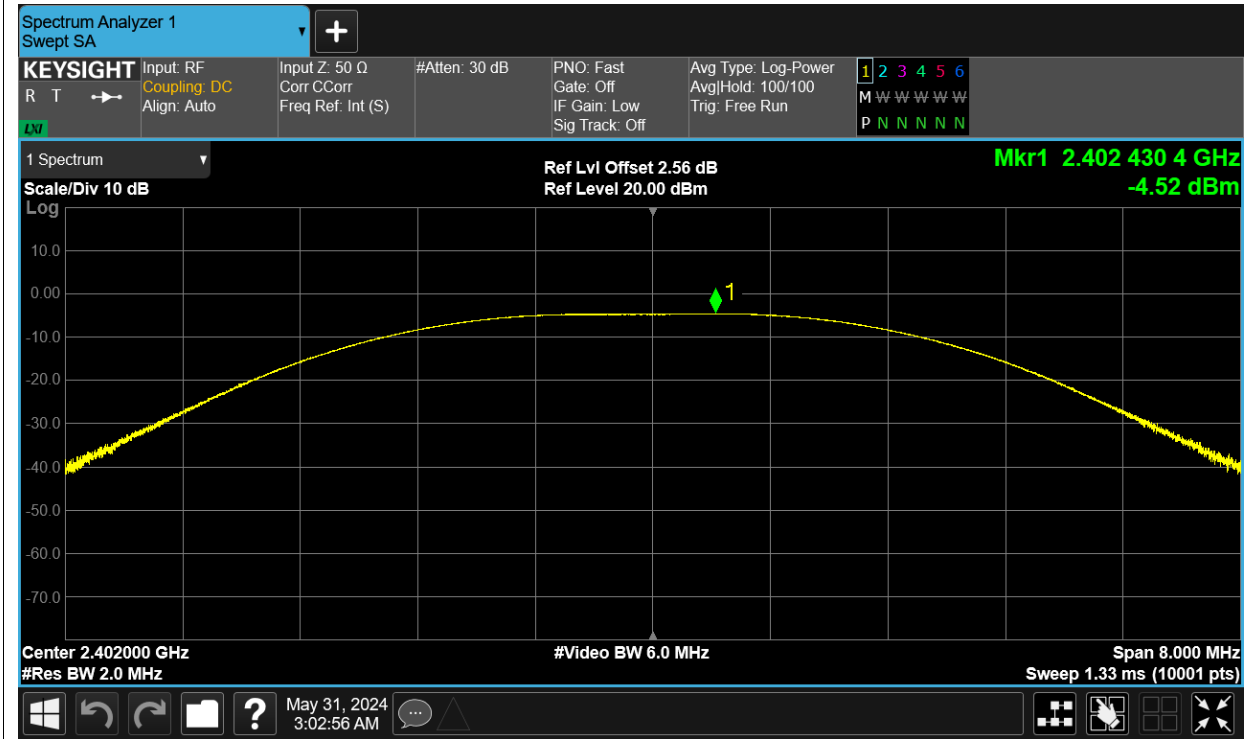 Spectrum Analyzer 1
Swept SA
KEYSIGHT
R T
LXI
Input: RF
Coupling: DC
Align: Auto
Input Z: 50 Ω
Corr CCorr
Freq Ref: Int (S)
#Atten: 30 dB
PNO: Fast
Gate: Off
IF Gain: Low
Sig Track: Off
Avg Type: Log-Power
Avg|Hold: 100/100
Trig: Free Run
1 2 3 4 5 6
M W W W W W
P N N N N N
1 Spectrum
Scale/Div 10 dB
Log
Ref Lvl Offset 2.56 dB
Ref Level 20.00 dBm
Mkr1 2.402 430 4 GHz
-4.52 dBm
10.0
0.00
-10.0
-20.0
-30.0
-40.0
-50.0
-60.0
-70.0
1
Center 2.402000 GHz
#Res BW 2.0 MHz
#Video BW 6.0 MHz
Span 8.000 MHz
Sweep 1.33 ms (10001 pts)
?
May 31, 2024
3:02:56 AM